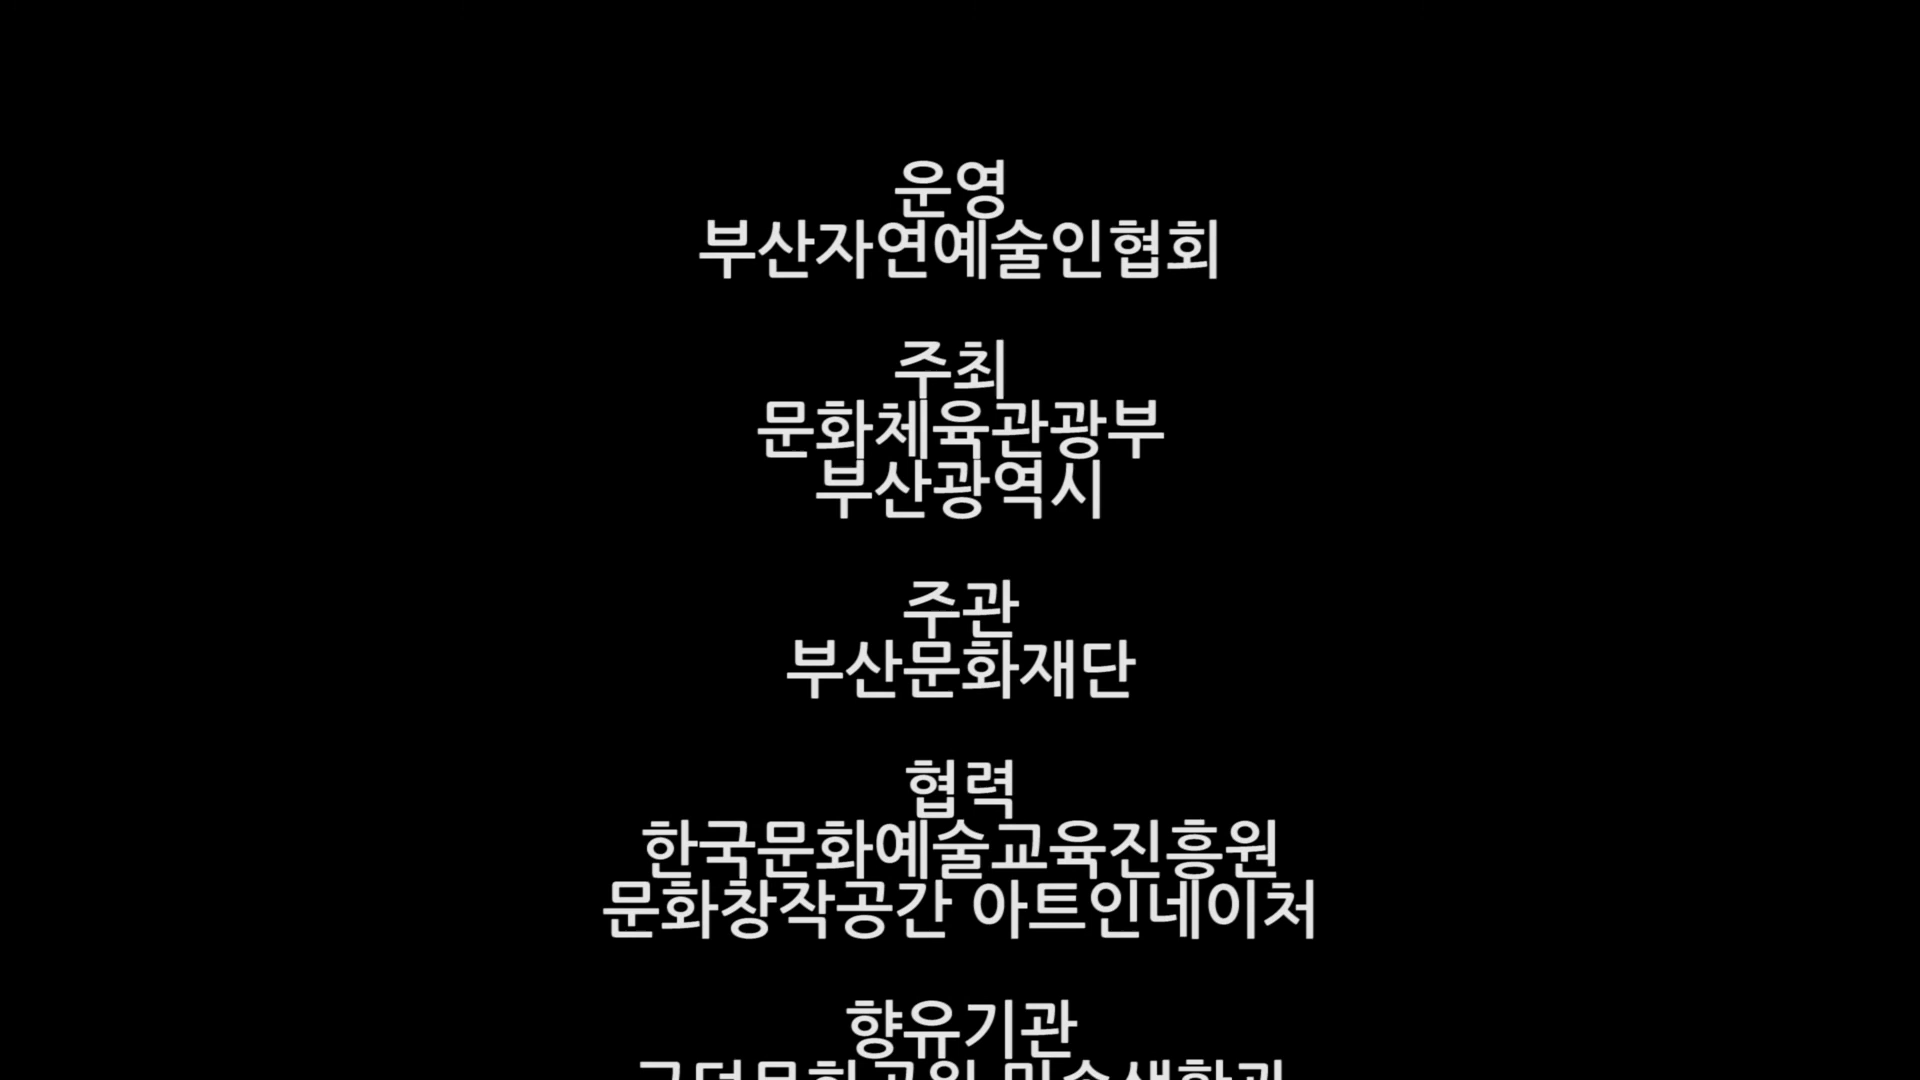 운영
부산자연예술인협회
주최
문화체육관광부
부산광역시
주관
부산문화재단
협력
한국문화예술교육진흥원
문화창작공간 아트인네이처
향유기관